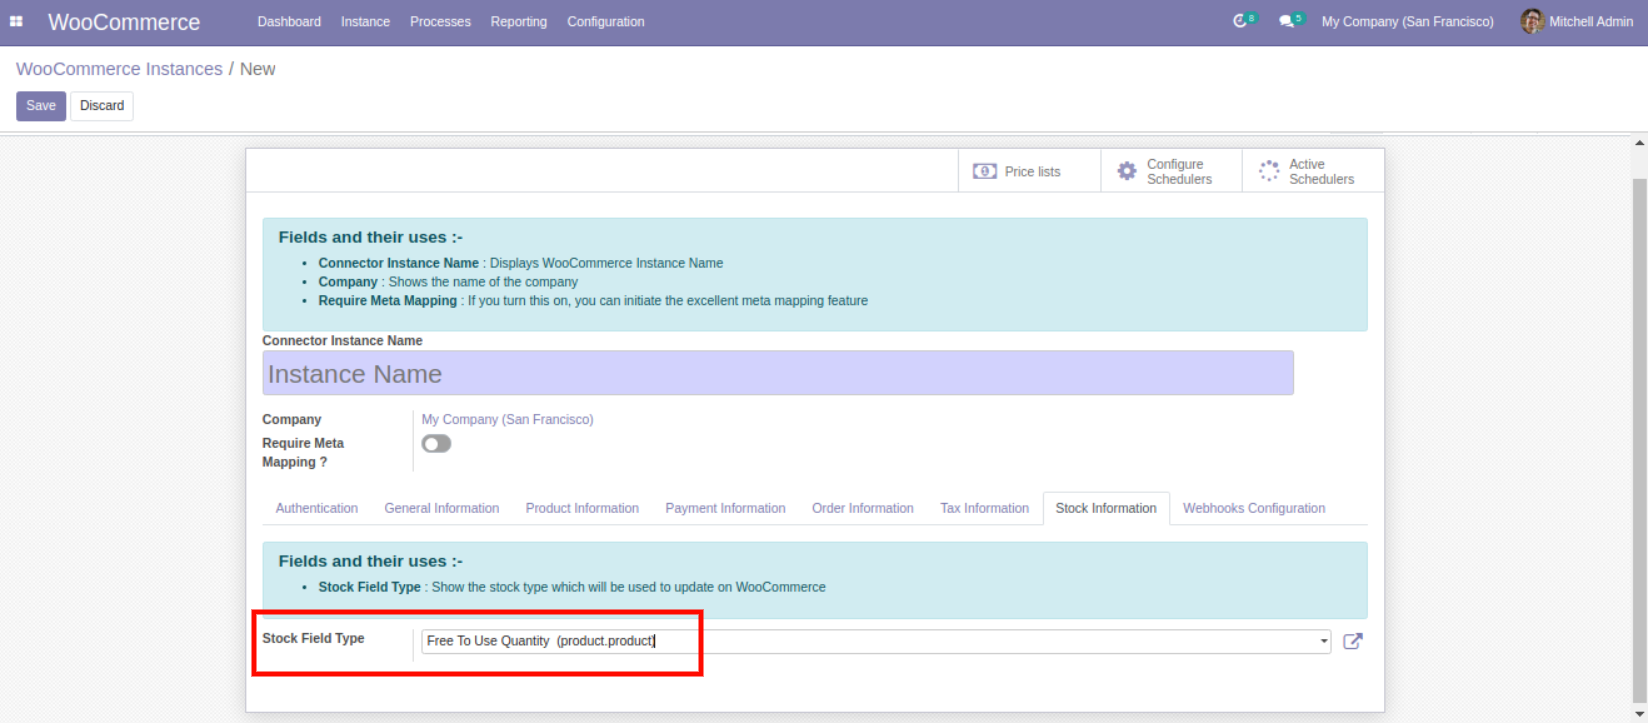 WooCommerce Dashboard Instance Processes Reporting Configuration 8 5 My Company (San Francisco) Mitchell Admin
WooCommerce Instances / New
Save Discard
Price lists
Configure
Schedulers
Active
Schedulers
Fields and their uses :-
• Connector Instance Name : Displays WooCommerce Instance Name
• Company : Shows the name of the company
• Require Meta Mapping : If you turn this on, you can initiate the excellent meta mapping feature
Connector Instance Name
Instance Name
Company My Company (San Francisco)
Require Meta
Mapping ?
Authentication General Information Product Information Payment Information Order Information Tax Information Stock Information Webhooks Configuration
Fields and their uses :-
• Stock Field Type : Show the stock type which will be used to update on WooCommerce
Stock Field Type Free To Use Quantity (product.product)